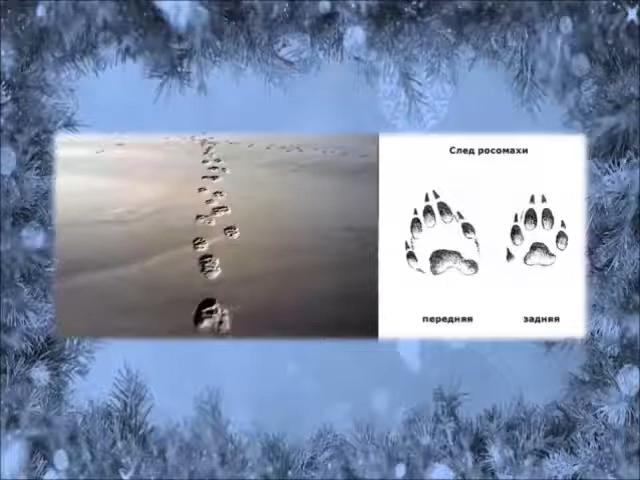 След росомахи
передняя
задняя